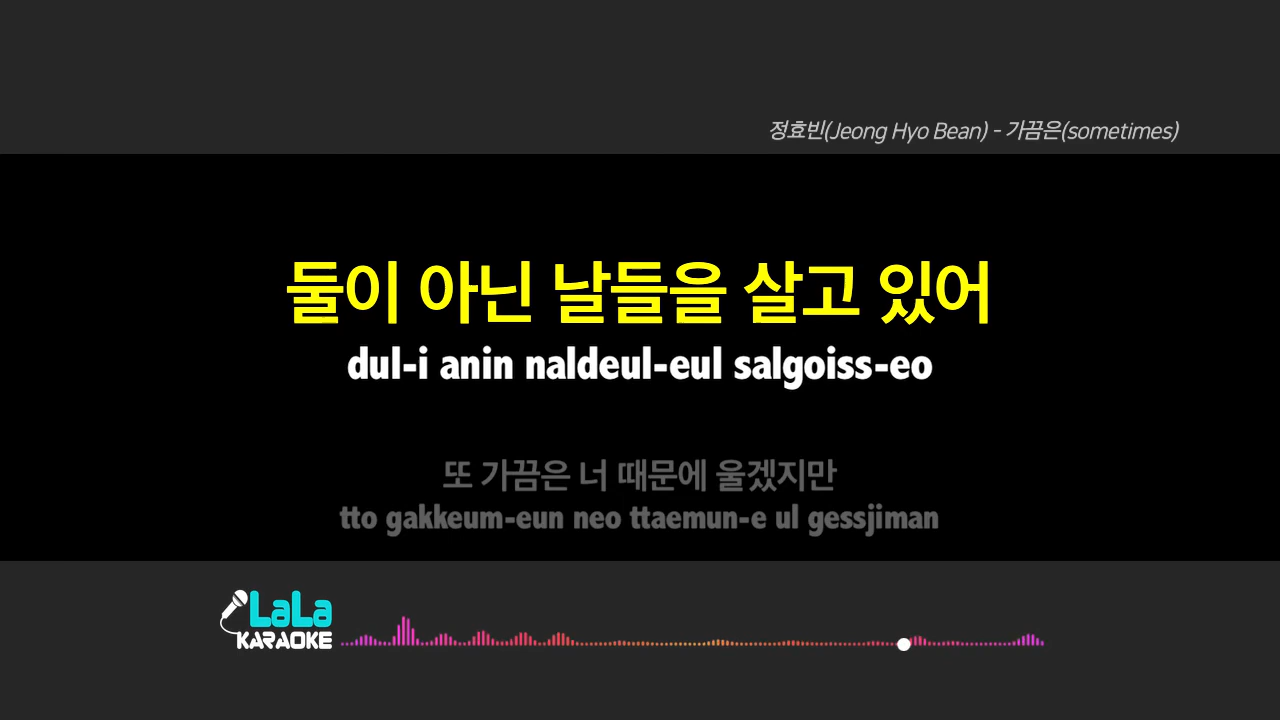 정효빈(Jeong Hyo Bean) - 가끔은(sometimes)
둘이 아닌 날들을 살고 있어
dul-i anin naldeul-eul salgoiss-eo
또 가끔은 너 때문에 울겠지만
tto gakkeum-eun neo ttaemun-e ul gessjiman
LaLa
KARAOKE